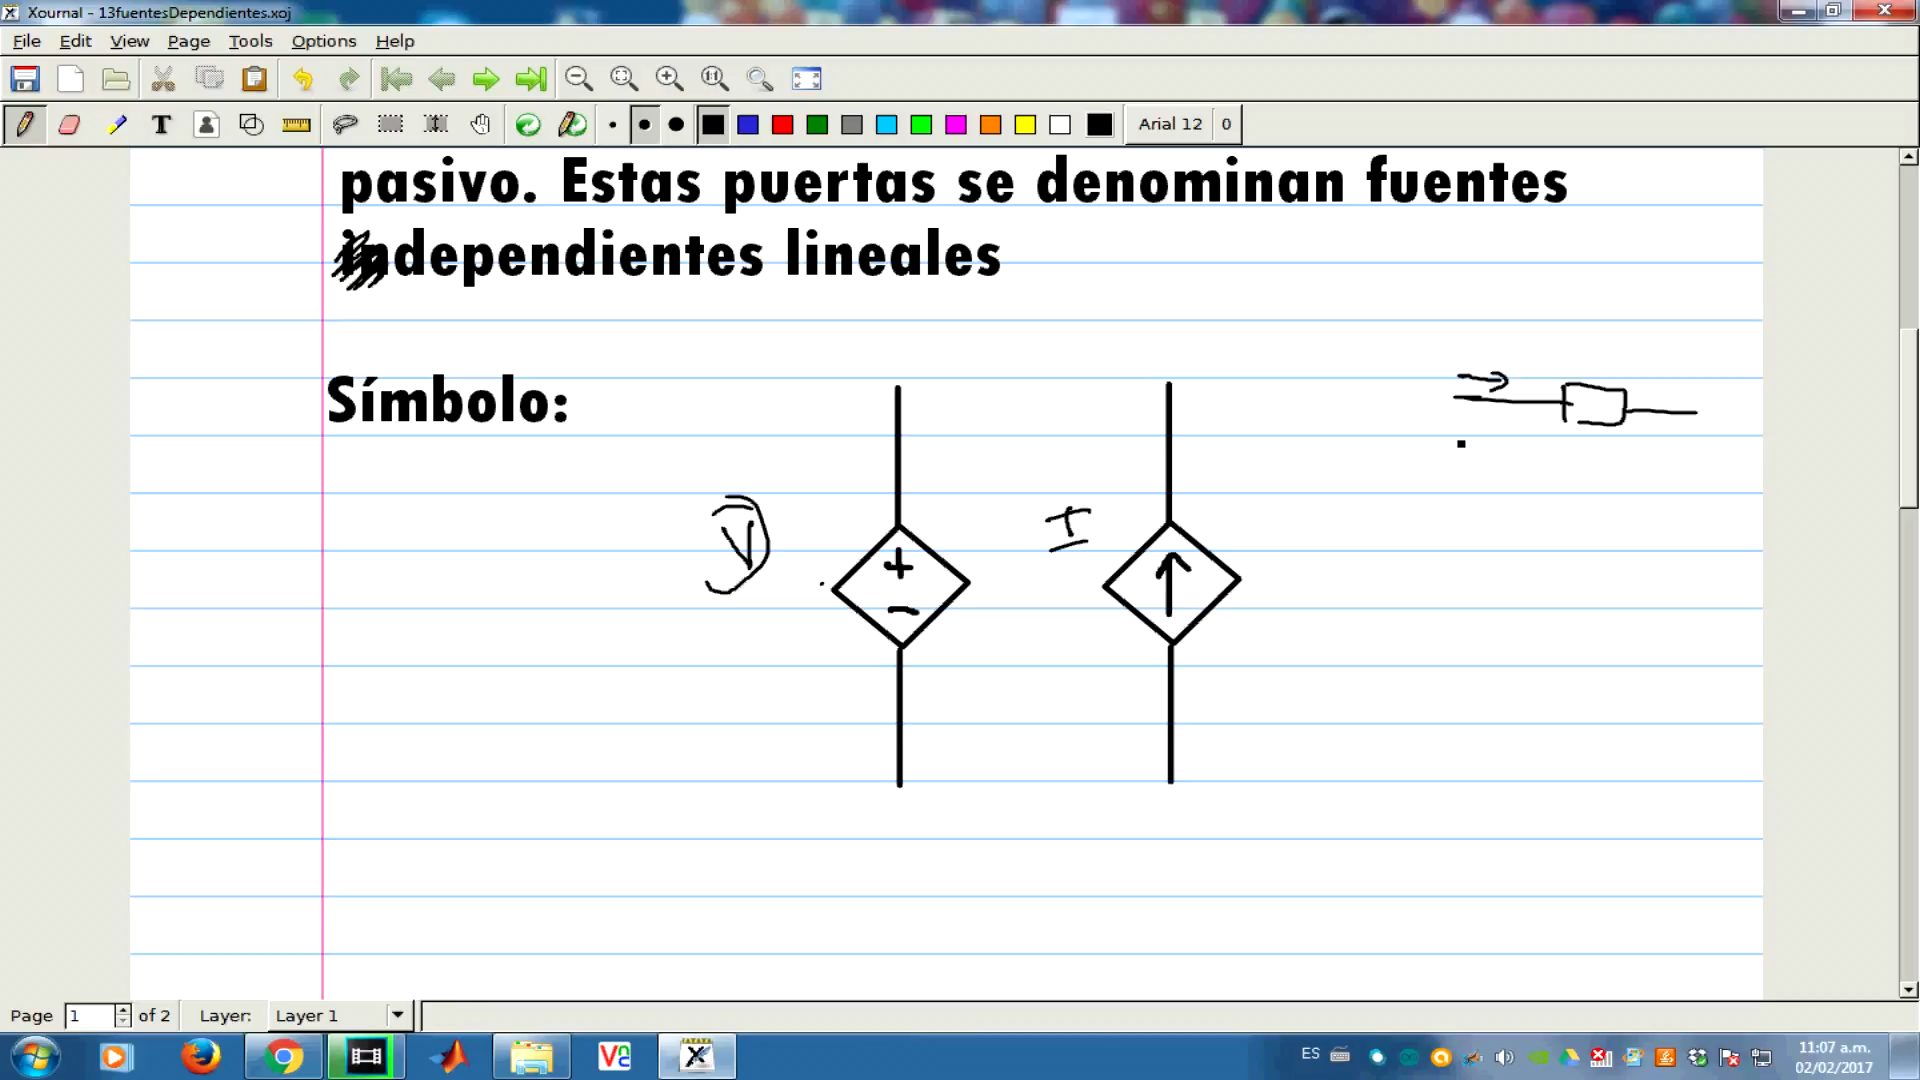 Xournal - 13fuentesDependientes.xoj
File Edit View Page Tools Options Help
Arial 12 0
pasivo. Estas puertas se denominan fuentes
independientes lineales
Símbolo:
V
I
+
−
Page 1 of 2 Layer: Layer 1
ES
11:07 a.m.
02/02/2017